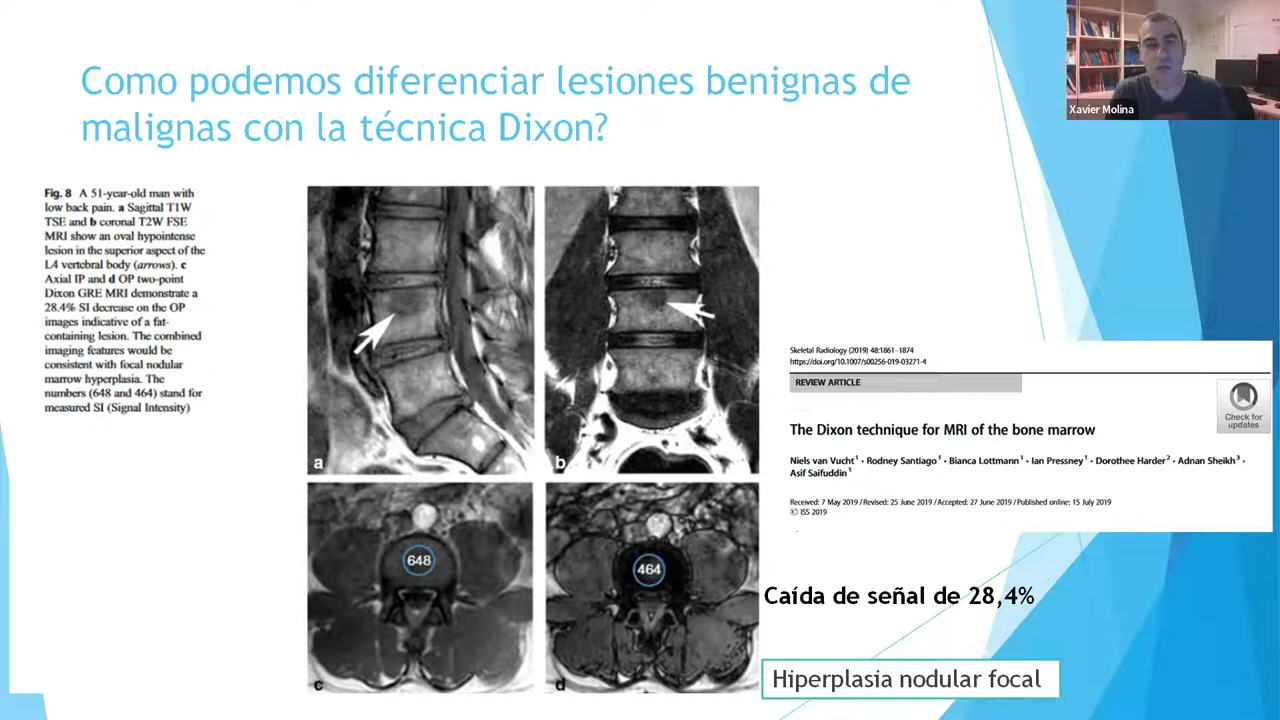 Como podemos diferenciar lesiones benignas de
malignas con la técnica Dixon?
Xavier Molina
Fig. 8 A 51-year-old man with
low back pain. a Sagittal T1W
TSE and b coronal T2W FSE
MRI show an oval hypointense
lesion in the superior aspect of the
L4 vertebral body (arrows). c
Axial IP and d OP two-point
Dixon GRE MRI demonstrate a
28.4% SI decrease on the OP
images indicative of a fat-
containing lesion. The combined
imaging features would be
consistent with focal nodular
marrow hyperplasia. The
numbers (648 and 464) stand for
measured SI (Signal Intensity)
a
b
648
464
c
d
Skeletal Radiology (2019) 48:1861–1874
https://doi.org/10.1007/s00256-019-03271-4
REVIEW ARTICLE
Check for
updates
The Dixon technique for MRI of the bone marrow
Niels van Vucht1 · Rodney Santiago1 · Bianca Lottmann1 · Ian Pressney1 · Dorothee Harder2 · Adnan Sheikh3 ·
Asif Saifuddin1
Received: 7 May 2019 / Revised: 25 June 2019 / Accepted: 27 June 2019 / Published online: 15 July 2019
© ISS 2019
Caída de señal de 28,4%
Hiperplasia nodular focal